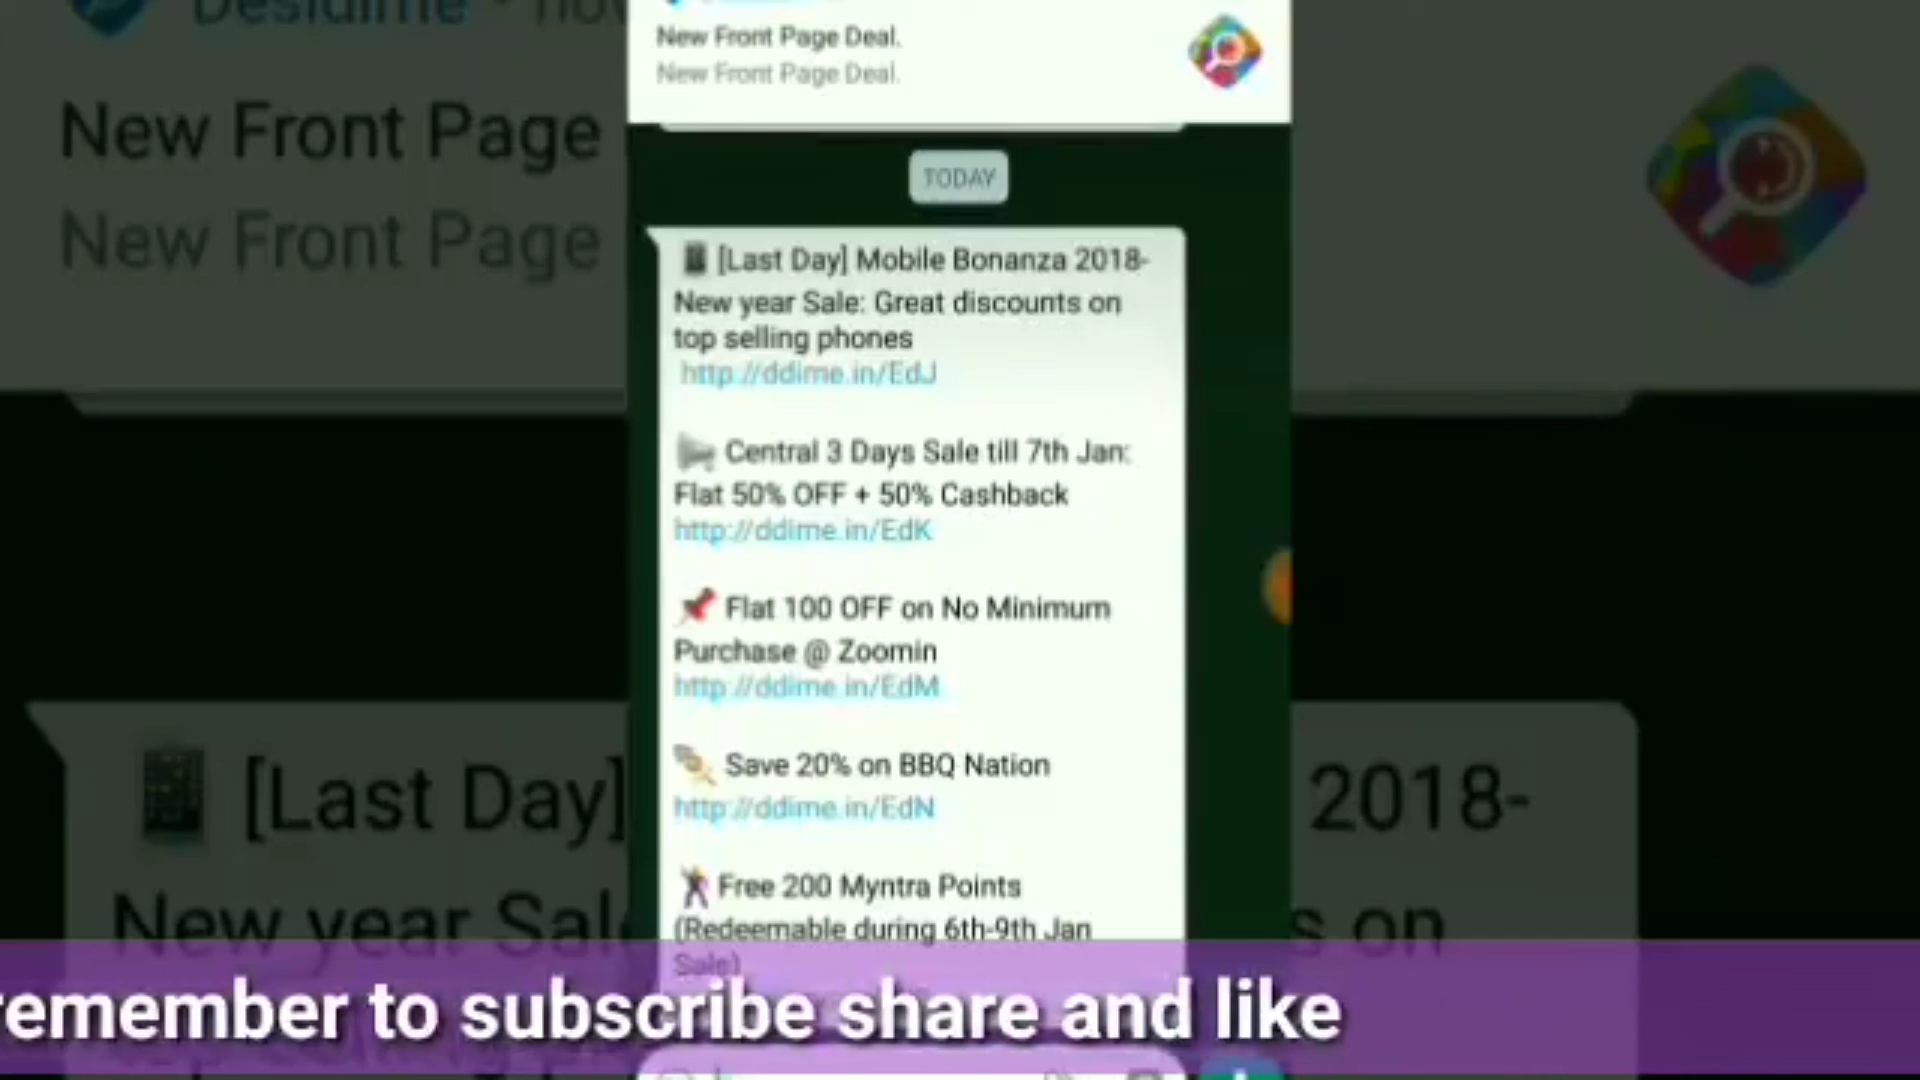 Desidime
New Front Page Deal.
New Front Page Deal.
New Front Page
New Front Page
TODAY
[Last Day] Mobile Bonanza 2018-
New year Sale: Great discounts on
top selling phones
http://ddime.in/EdJ
Central 3 Days Sale till 7th Jan:
Flat 50% OFF + 50% Cashback
http://ddime.in/EdK
Flat 100 OFF on No Minimum
Purchase @ Zoomin
http://ddime.in/EdM
Save 20% on BBQ Nation
http://ddime.in/EdN
Free 200 Myntra Points
(Redeemable during 6th-9th Jan
Sale)
[Last Day] 2018-
New year Sale s on
remember to subscribe share and like